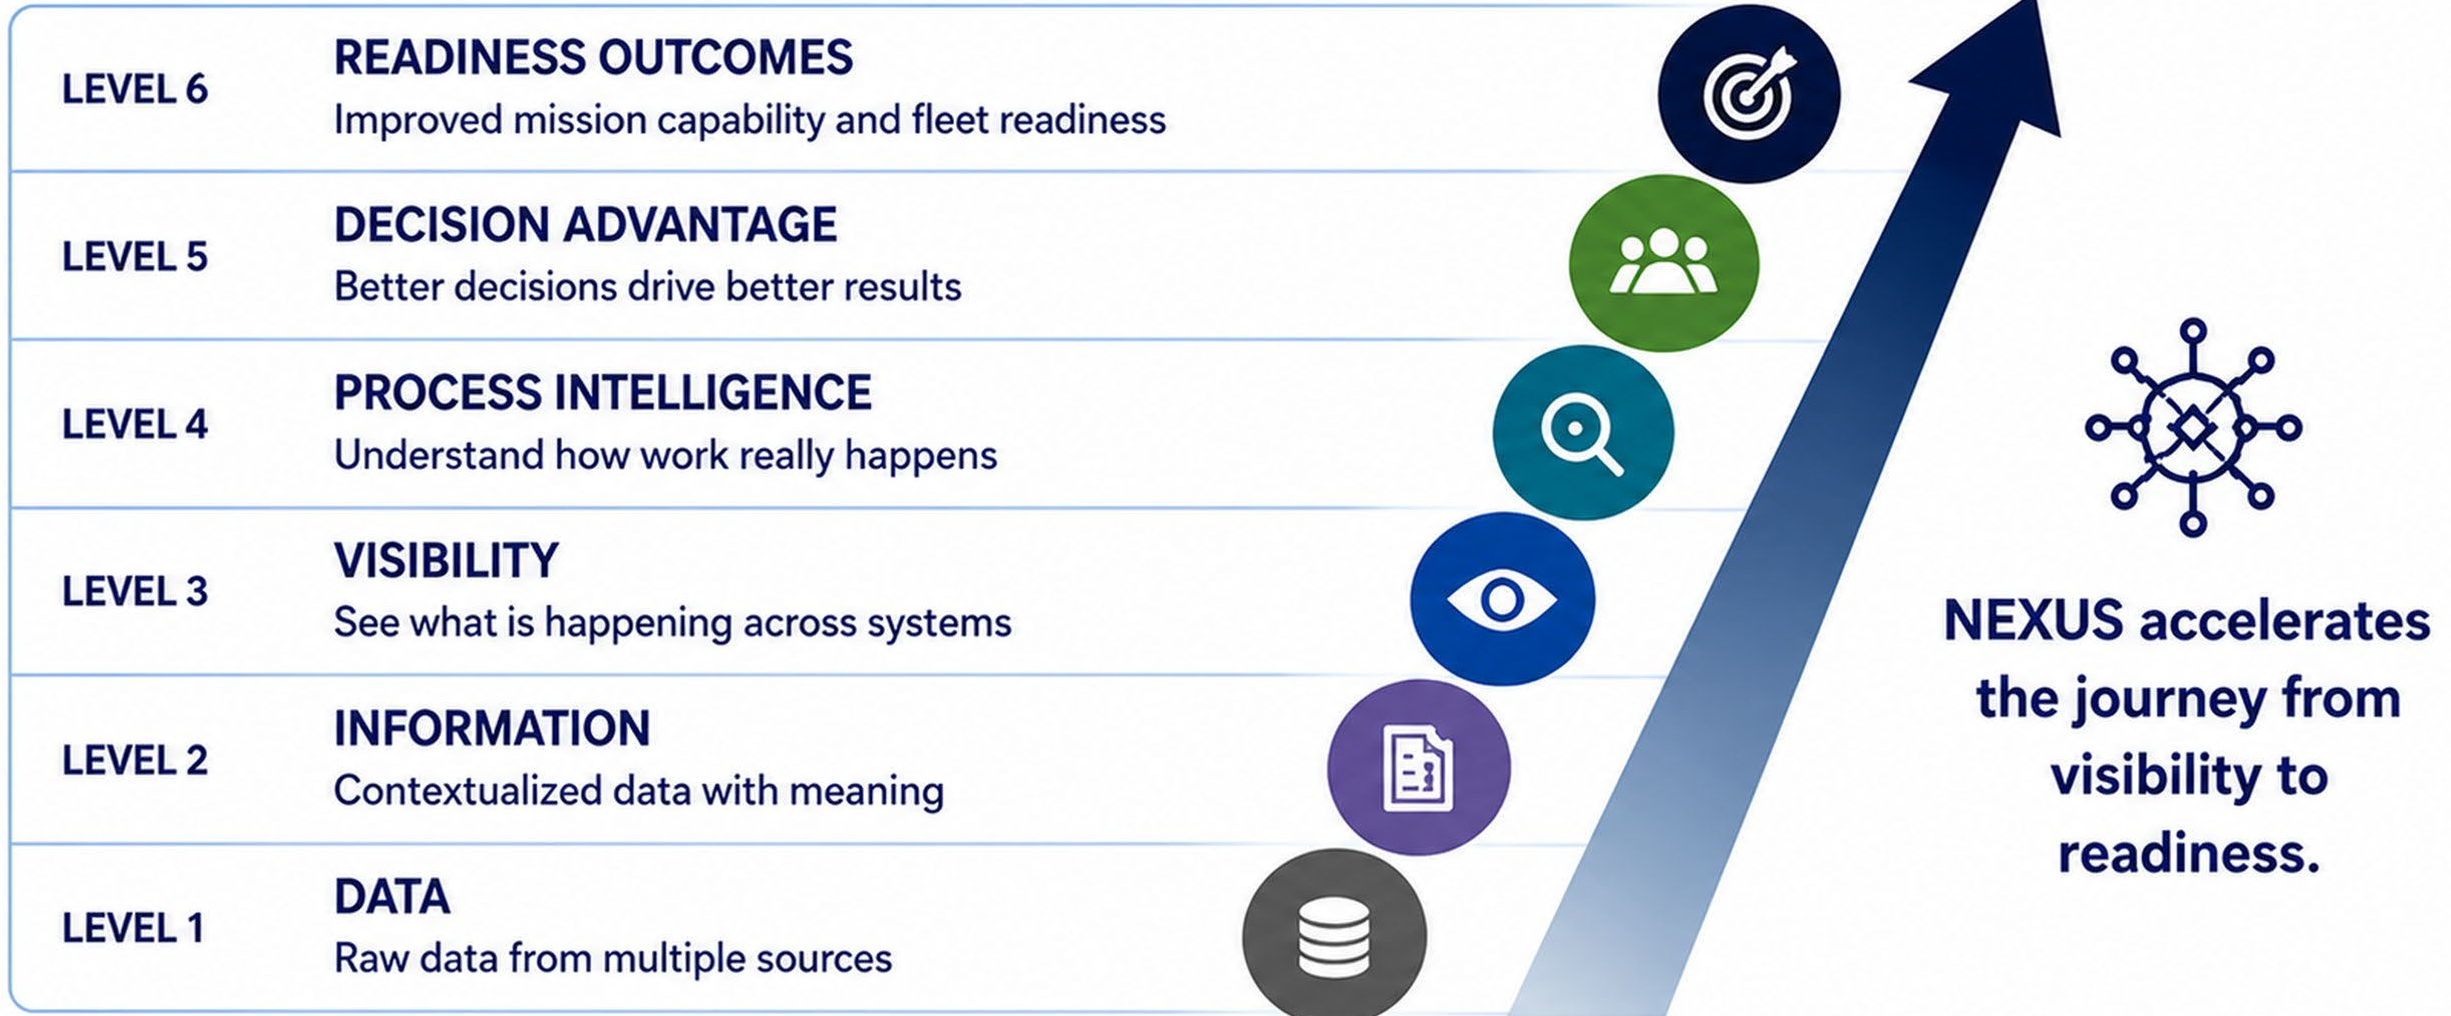 LEVEL 6
READINESS OUTCOMES
Improved mission capability and fleet readiness
LEVEL 5
DECISION ADVANTAGE
Better decisions drive better results
LEVEL 4
PROCESS INTELLIGENCE
Understand how work really happens
LEVEL 3
VISIBILITY
See what is happening across systems
LEVEL 2
INFORMATION
Contextualized data with meaning
LEVEL 1
DATA
Raw data from multiple sources
NEXUS accelerates
the journey from
visibility to
readiness.